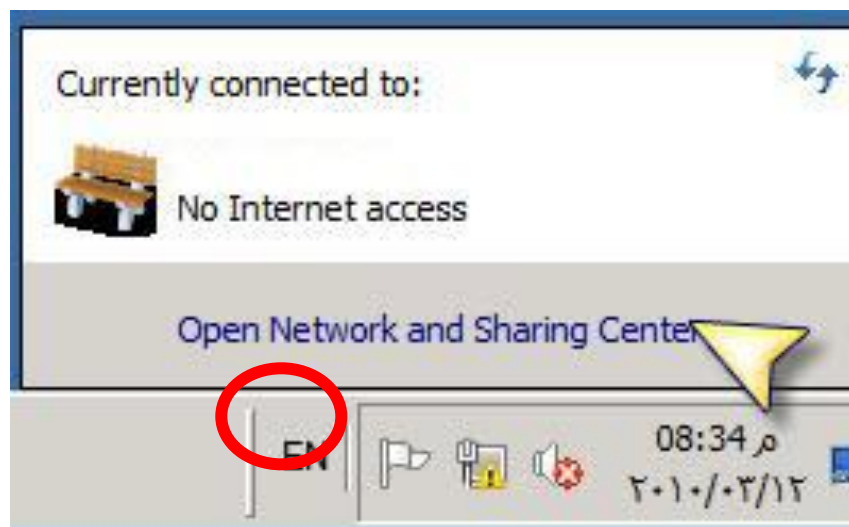 Currently connected to:
No Internet access
Open Network and Sharing Center
EN
08:34 م
٢٠١٠/٠٣/١٢